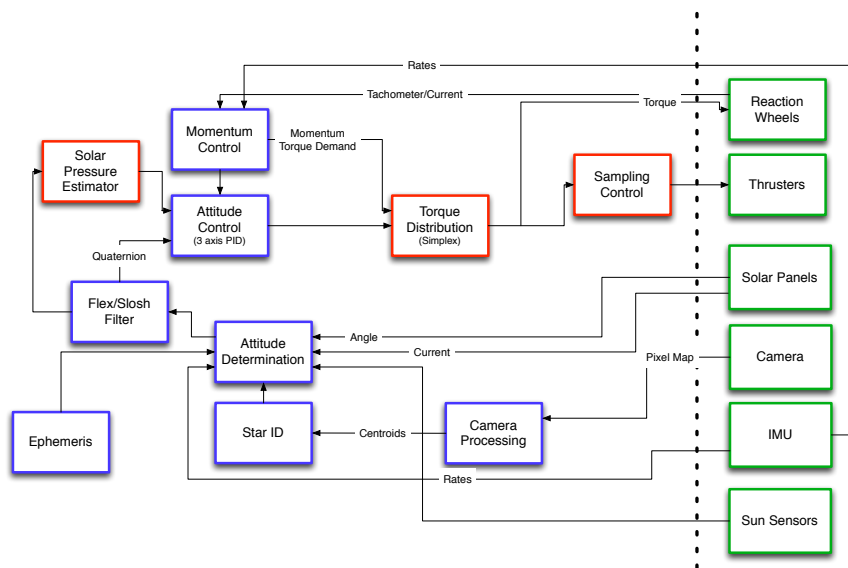 Rates
Tachometer/Current
Torque
Reaction
Wheels
Momentum
Control
Momentum
Torque Demand
Solar
Pressure
Estimator
Sampling
Control
Thrusters
Attitude
Control
(3 axis PID)
Torque
Distribution
(Simplex)
Quaternion
Solar Panels
Flex/Slosh
Filter
Attitude
Determination
Angle
Current
Pixel Map
Camera
Ephemeris
Star ID
Centroids
Camera
Processing
IMU
Rates
Sun Sensors